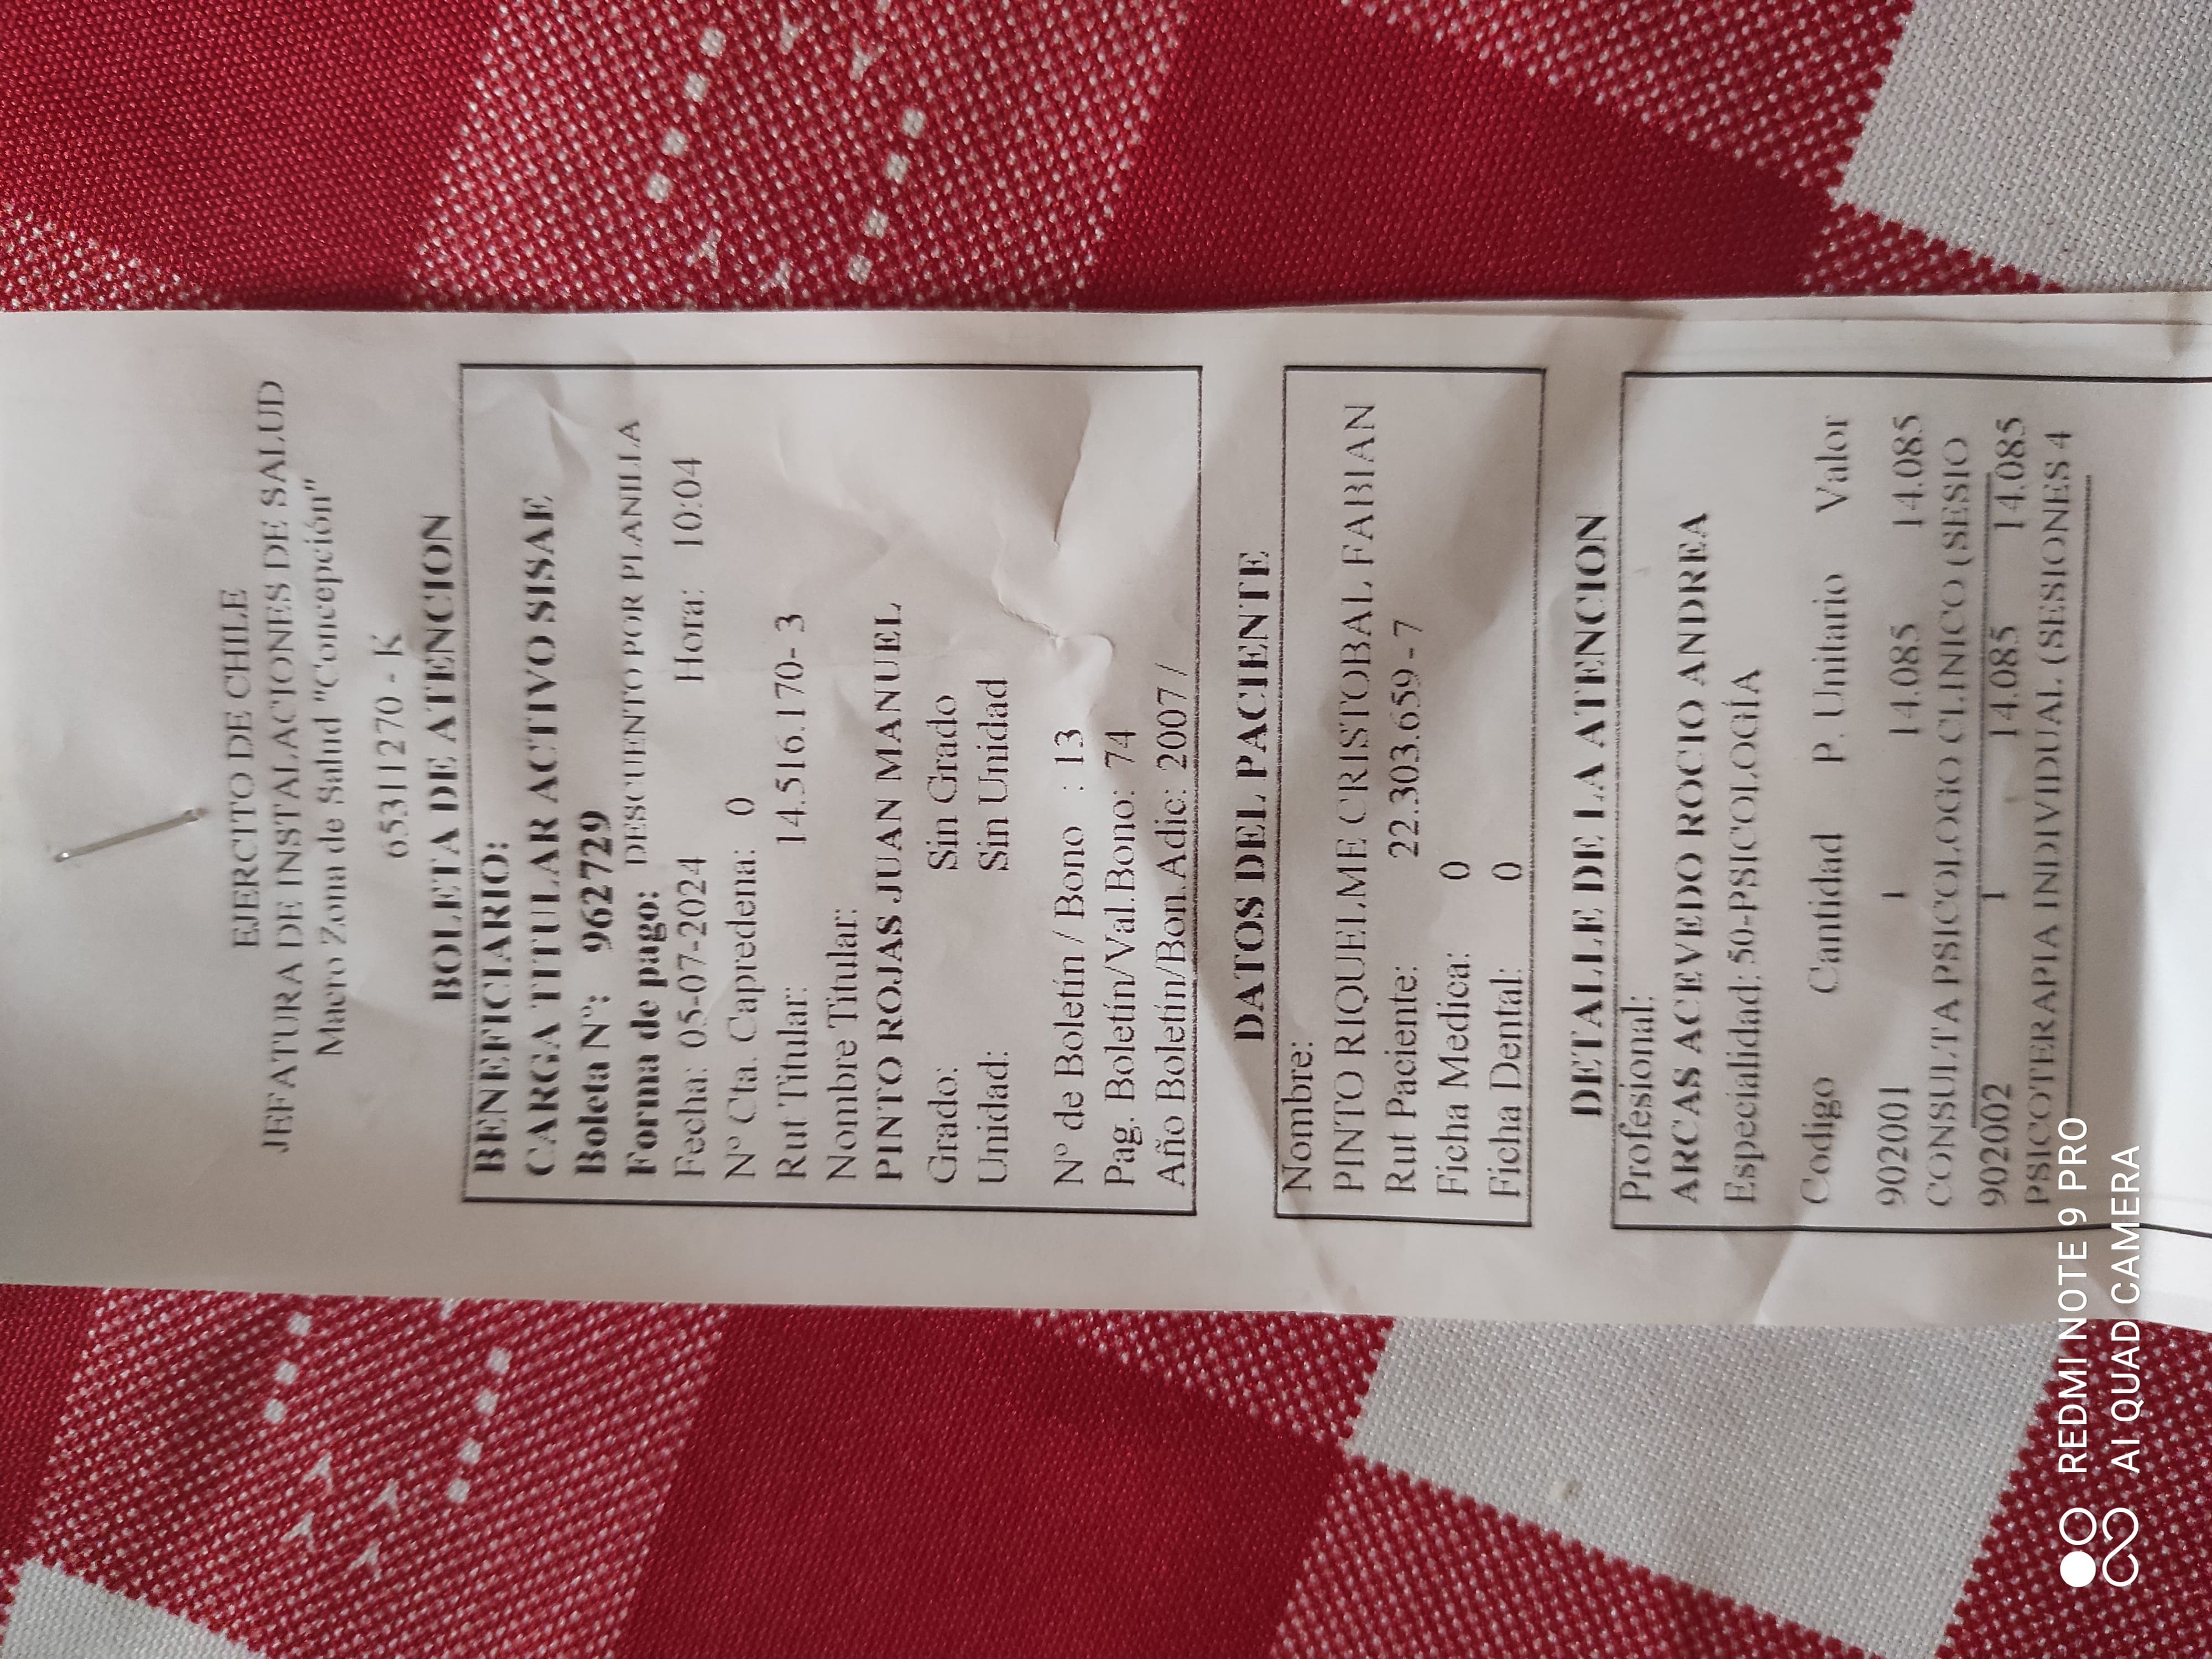 EJERCITO DE CHILE
JEFATURA DE INSTALACIONES DE SALUD
Macro Zona de Salud "Concepción"
65311270 - K
BOLETA DE ATENCION
BENEFICIARIO:
CARGA TITULAR ACTIVO SISAE
Boleta Nº: 9627729
Forma de pago: DESCUENTO POR PLANILLA
Fecha: 05-07-2024 Hora: 10:04
Nº Cta. Capredena: 0
Rut Titular: 14.516.170- 3
Nombre Titular:
PINTO ROJAS JUAN MANUEL
Grado: Sin Grado
Unidad: Sin Unidad
Nº de Boletín / Bono : 13
Pag. Boletín/Val.Bono: 74
Año Boletín/Bon.Adic: 2007 /
DATOS DEL PACIENTE
Nombre:
PINTO RIQUELME CRISTOBAL FABIAN
Rut Paciente: 22.303.659 - 7
Ficha Medica: 0
Ficha Dental: 0
DETALLE DE LA ATENCION
Profesional:
ARCAS ACEVEDO ROCIO ANDREA
Especialidad: 50-PSICOLOGÍA
Codigo Cantidad P. Unitario Valor
902001 1 14.085 14.085
CONSULTA PSICOLOGO CLINICO (SESIO
902002 1 14.085 14.085
PSICOTERAPIA INDIVIDUAL (SESIONES 4
REDMI NOTE 9 PRO
AI QUAD CAMERA